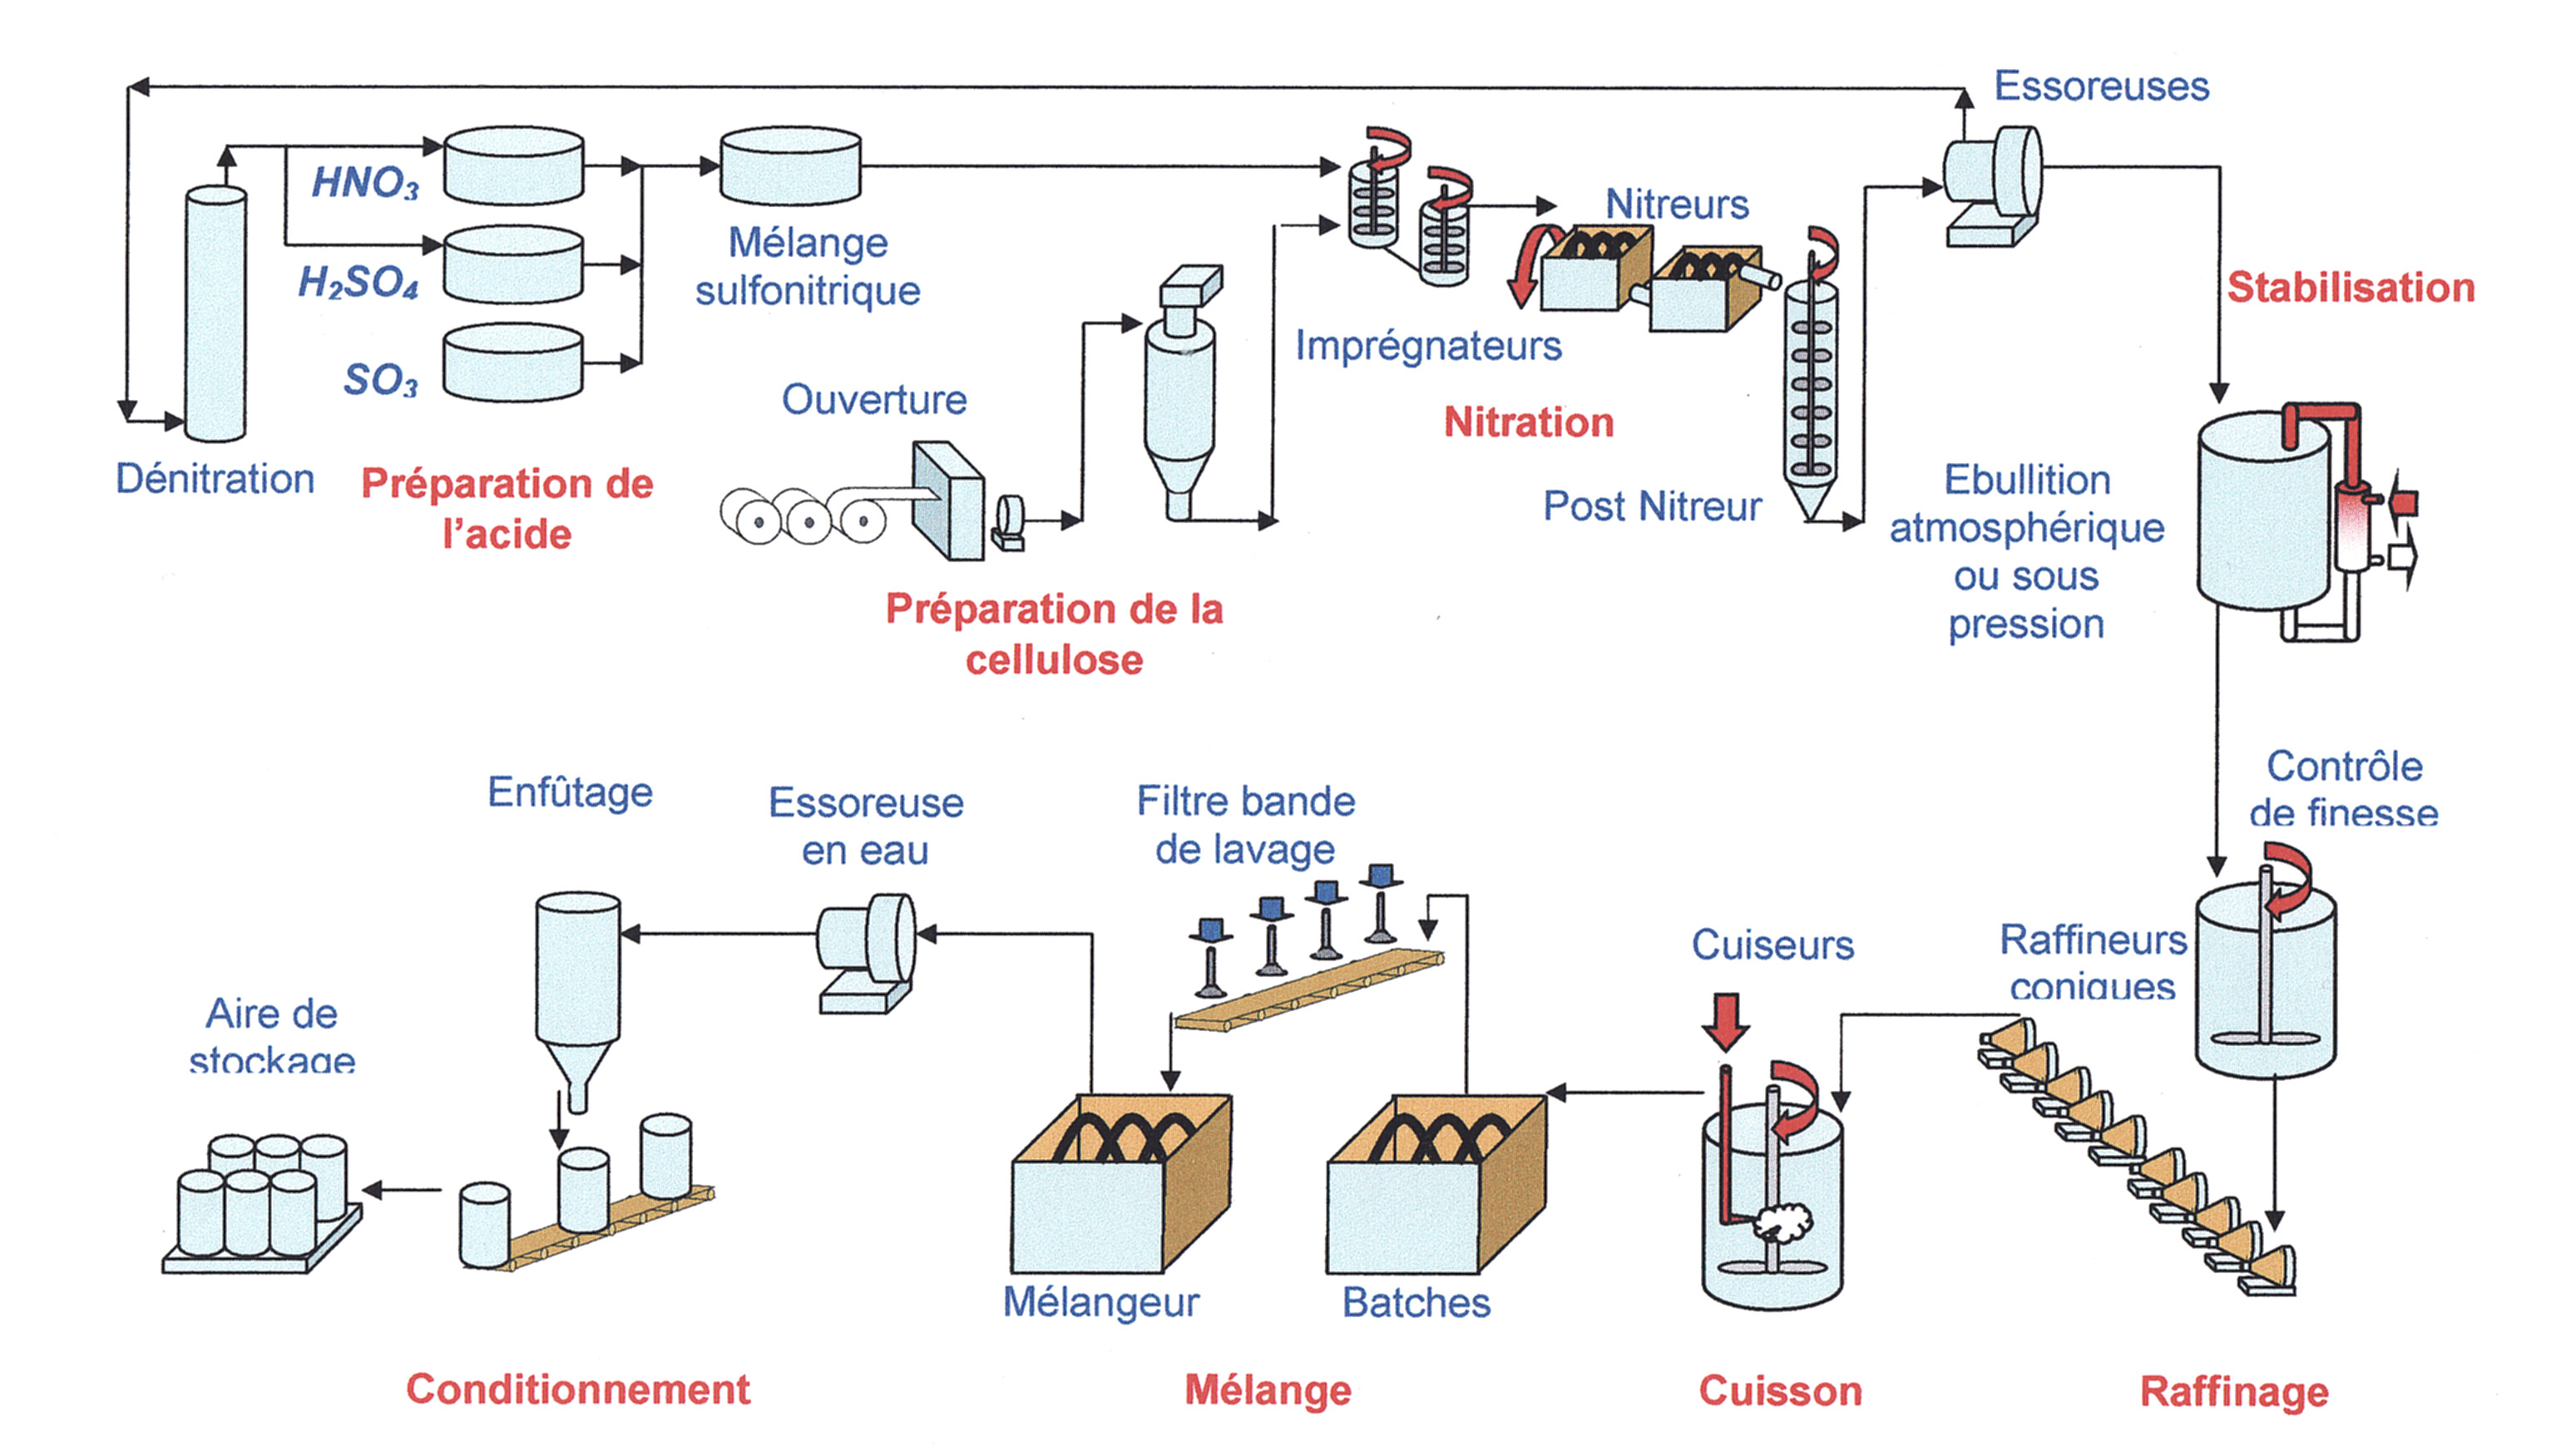 Essoreuses
HNO₃
H₂SO₄
SO₃
Mélange
sulfonitrique
Nitreurs
Stabilisation
Imprégnateurs
Ouverture
Nitration
Dénitration
Préparation de
l'acide
Post Nitreur
Ebullition
atmosphérique
ou sous
pression
Préparation de la
cellulose
Contrôle
de finesse
Enfûtage
Essoreuse
en eau
Filtre bande
de lavage
Cuiseurs
Raffineurs
coniques
Aire de
stockage
Mélangeur
Batches
Conditionnement
Mélange
Cuisson
Raffinage